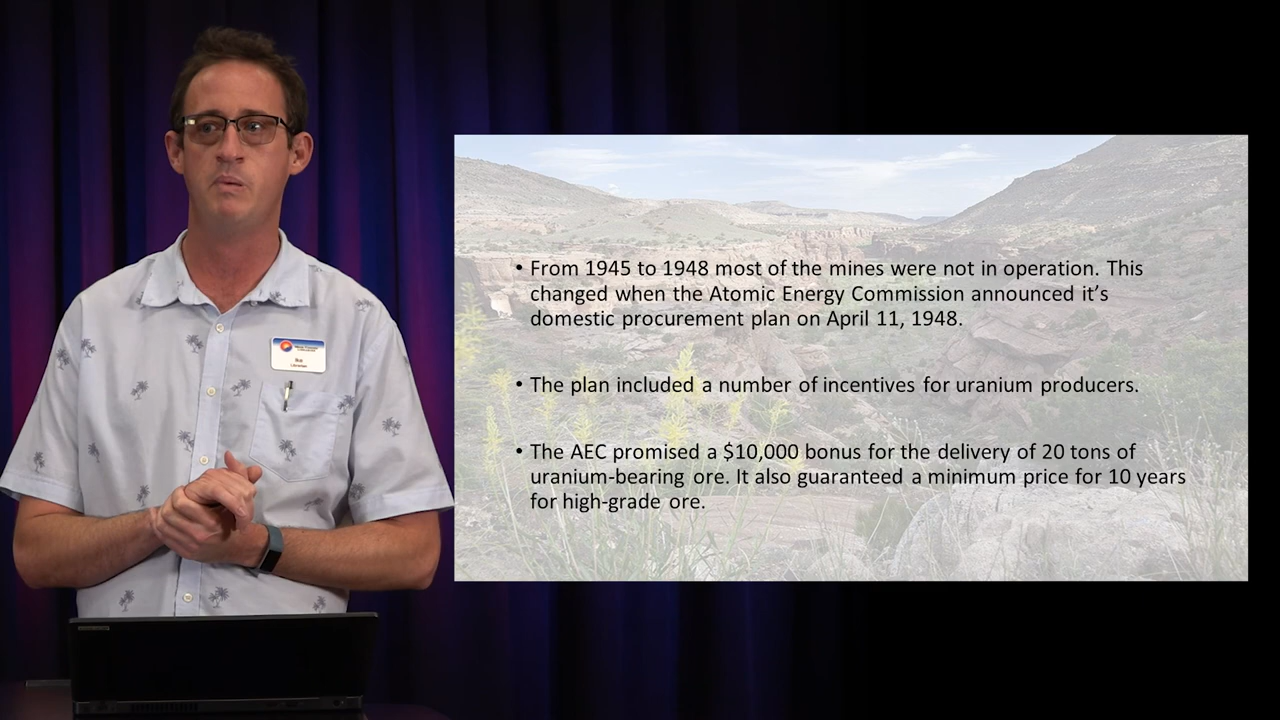 • From 1945 to 1948 most of the mines were not in operation. This
changed when the Atomic Energy Commission announced it’s
domestic procurement plan on April 11, 1948.
• The plan included a number of incentives for uranium producers.
• The AEC promised a $10,000 bonus for the delivery of 20 tons of
uranium-bearing ore. It also guaranteed a minimum price for 10 years
for high-grade ore.
Librarian